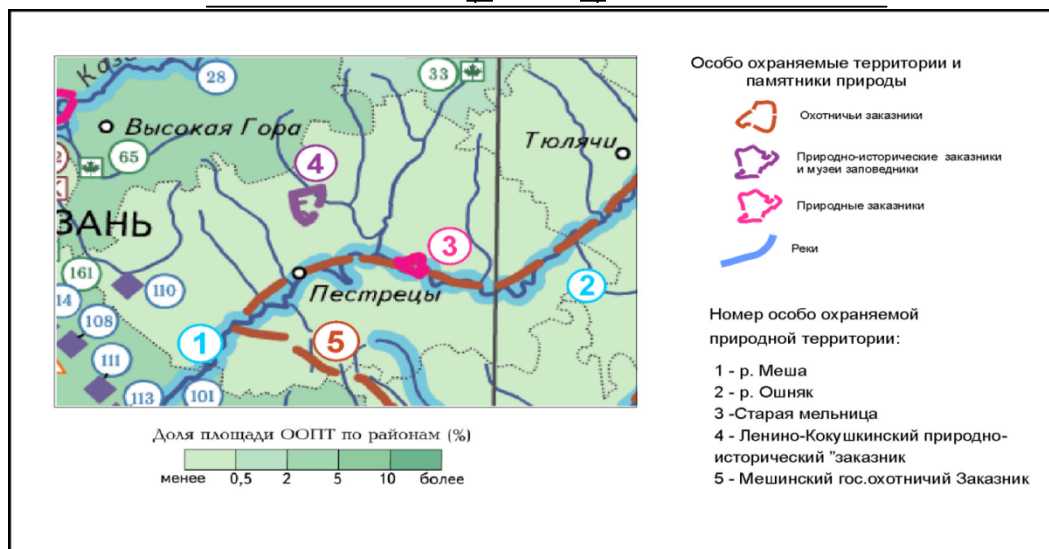 Каза
28
33
Высокая Гора
Тюлячи
65
4
ЗАНЬ
3
161
110
Пестрецы
2
14
108
1
5
111
113
101
Доля площади ООПТ по районам (%)
менее 0,5 2 5 10 более
Особо охраняемые территории и
памятники природы
Охотничьи заказники
Природно-исторические заказники
и музеи заповедники
Природные заказники
Реки
Номер особо охраняемой
природной территории:
1 - р. Меша
2 - р. Ошняк
3 -Старая мельница
4 - Ленино-Кокушкинский природно-
исторический "заказник
5 - Мешинский гос.охотничий Заказник